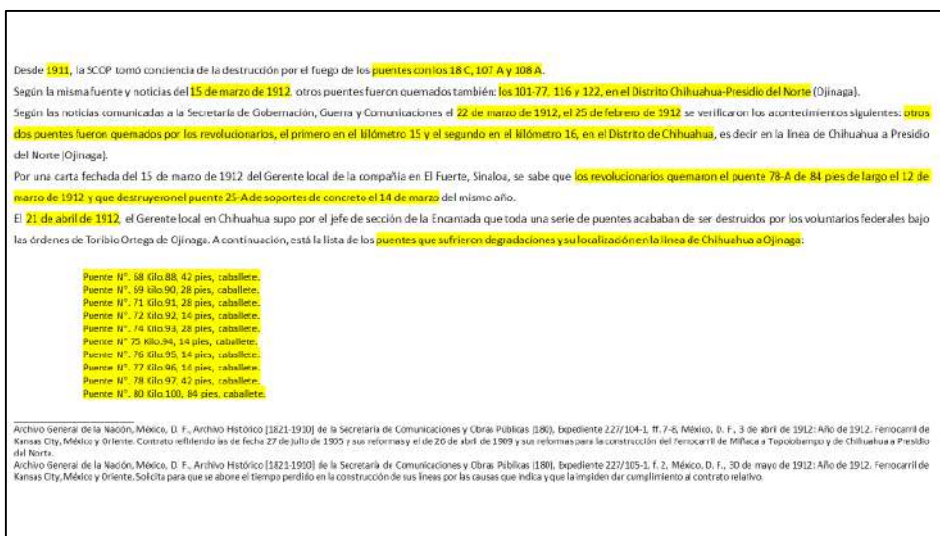 Desde 1911, la SCOP tomó conciencia de la destrucción por el fuego de los puentes con los 18 C, 107 A y 108 A.
Según la misma fuente y noticias del 15 de marzo de 1912, otros puentes fueron quemados también: los 101-77, 116 y 122, en el Distrito Chihuahua-Presidio del Norte (Ojinaga).
Según las noticias comunicadas a la Secretaría de Gobernación, Guerra y Comunicaciones el 22 de marzo de 1912, el 25 de febrero de 1912 se verificaron los acontecimientos siguientes: otros
dos puentes fueron quemados por los revolucionarios, el primero en el kilómetro 15 y el segundo en el kilómetro 16, en el Distrito de Chihuahua, es decir en la línea de Chihuahua a Presidio
del Norte (Ojinaga).
Por una carta fechada del 15 de marzo de 1912 del Gerente local de la compañía en El Fuerte, Sinaloa, se sabe que los revolucionarios quemaron el puente 78-A de 84 pies de largo el 12 de
marzo de 1912 y que destruyeron el puente 25-A de soportes de concreto el 14 de marzo del mismo año.
El 21 de abril de 1912, el Gerente local en Chihuahua supo por el jefe de sección de la Encantada que toda una serie de puentes acababan de ser destruidos por los voluntarios federales bajo
las órdenes de Toribio Ortega de Ojinaga. A continuación, está la lista de los puentes que sufrieron degradaciones y su localización en la línea de Chihuahua a Ojinaga:
Puente N°. 68 Kilo.88, 42 pies, caballete.
Puente N°. 69 kilo.90, 28 pies, caballete.
Puente N°. 71 Kilo.91, 28 pies, caballete.
Puente N°. 72 Kilo.92, 14 pies, caballete.
Puente N°. 74 Kilo.93, 28 pies, caballete.
Puente N° 75 Kilo.94, 14 pies, caballete.
Puente N°. 76 Kilo.95, 14 pies, caballete.
Puente N°. 77 Kilo.96, 14 pies, caballete.
Puente N°. 78 Kilo.97, 42 pies, caballete.
Puente N°. 80 Kilo.100, 84 pies, caballete.
Archivo General de la Nación, México, D. F., Archivo Histórico [1821-1910] de la Secretaría de Comunicaciones y Obras Públicas (180), Expediente 227/104-1, ff. 7-8, México, D. F., 3 de abril de 1912: Año de 1912. Ferrocarril de
Kansas City, México y Oriente. Contrato refiriendo las de fecha 27 de julio de 1905 y sus reformas y el de 26 de abril de 1909 y sus reformas para la construcción del Ferrocarril de Miñaca a Topolobampo y de Chihuahua a Presidio
del Norte.
Archivo General de la Nación, México, D. F., Archivo Histórico [1821-1910] de la Secretaría de Comunicaciones y Obras Públicas (180), Expediente 227/105-1, f. 2, México, D. F., 30 de mayo de 1912: Año de 1912. Ferrocarril de
Kansas City, México y Oriente. Solicita para que se abone el tiempo perdido en la construcción de sus líneas por las causas que indica y que la impiden dar cumplimiento al contrato relativo.